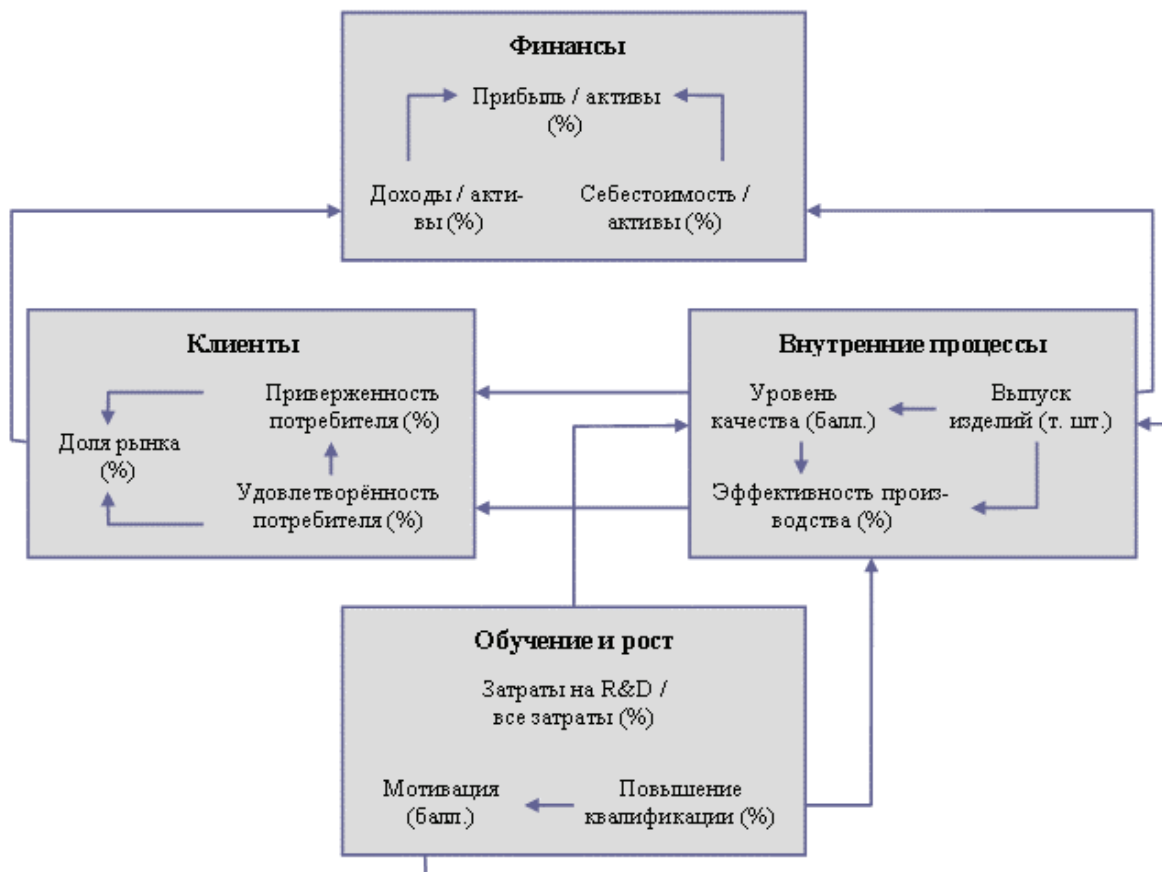 Финансы
Прибыль / активы
(%)
Доходы / акти-
вы (%)
Себестоимость /
активы (%)
Клиенты
Приверженность
потребителя (%)
Доля рынка
(%)
Удовлетворённость
потребителя (%)
Внутренние процессы
Уровень
качества (балл.)
Выпуск
изделий (т. шт.)
Эффективность произ-
водства (%)
Обучение и рост
Затраты на R&D /
все затраты (%)
Мотивация
(балл.)
Повышение
квалификации (%)